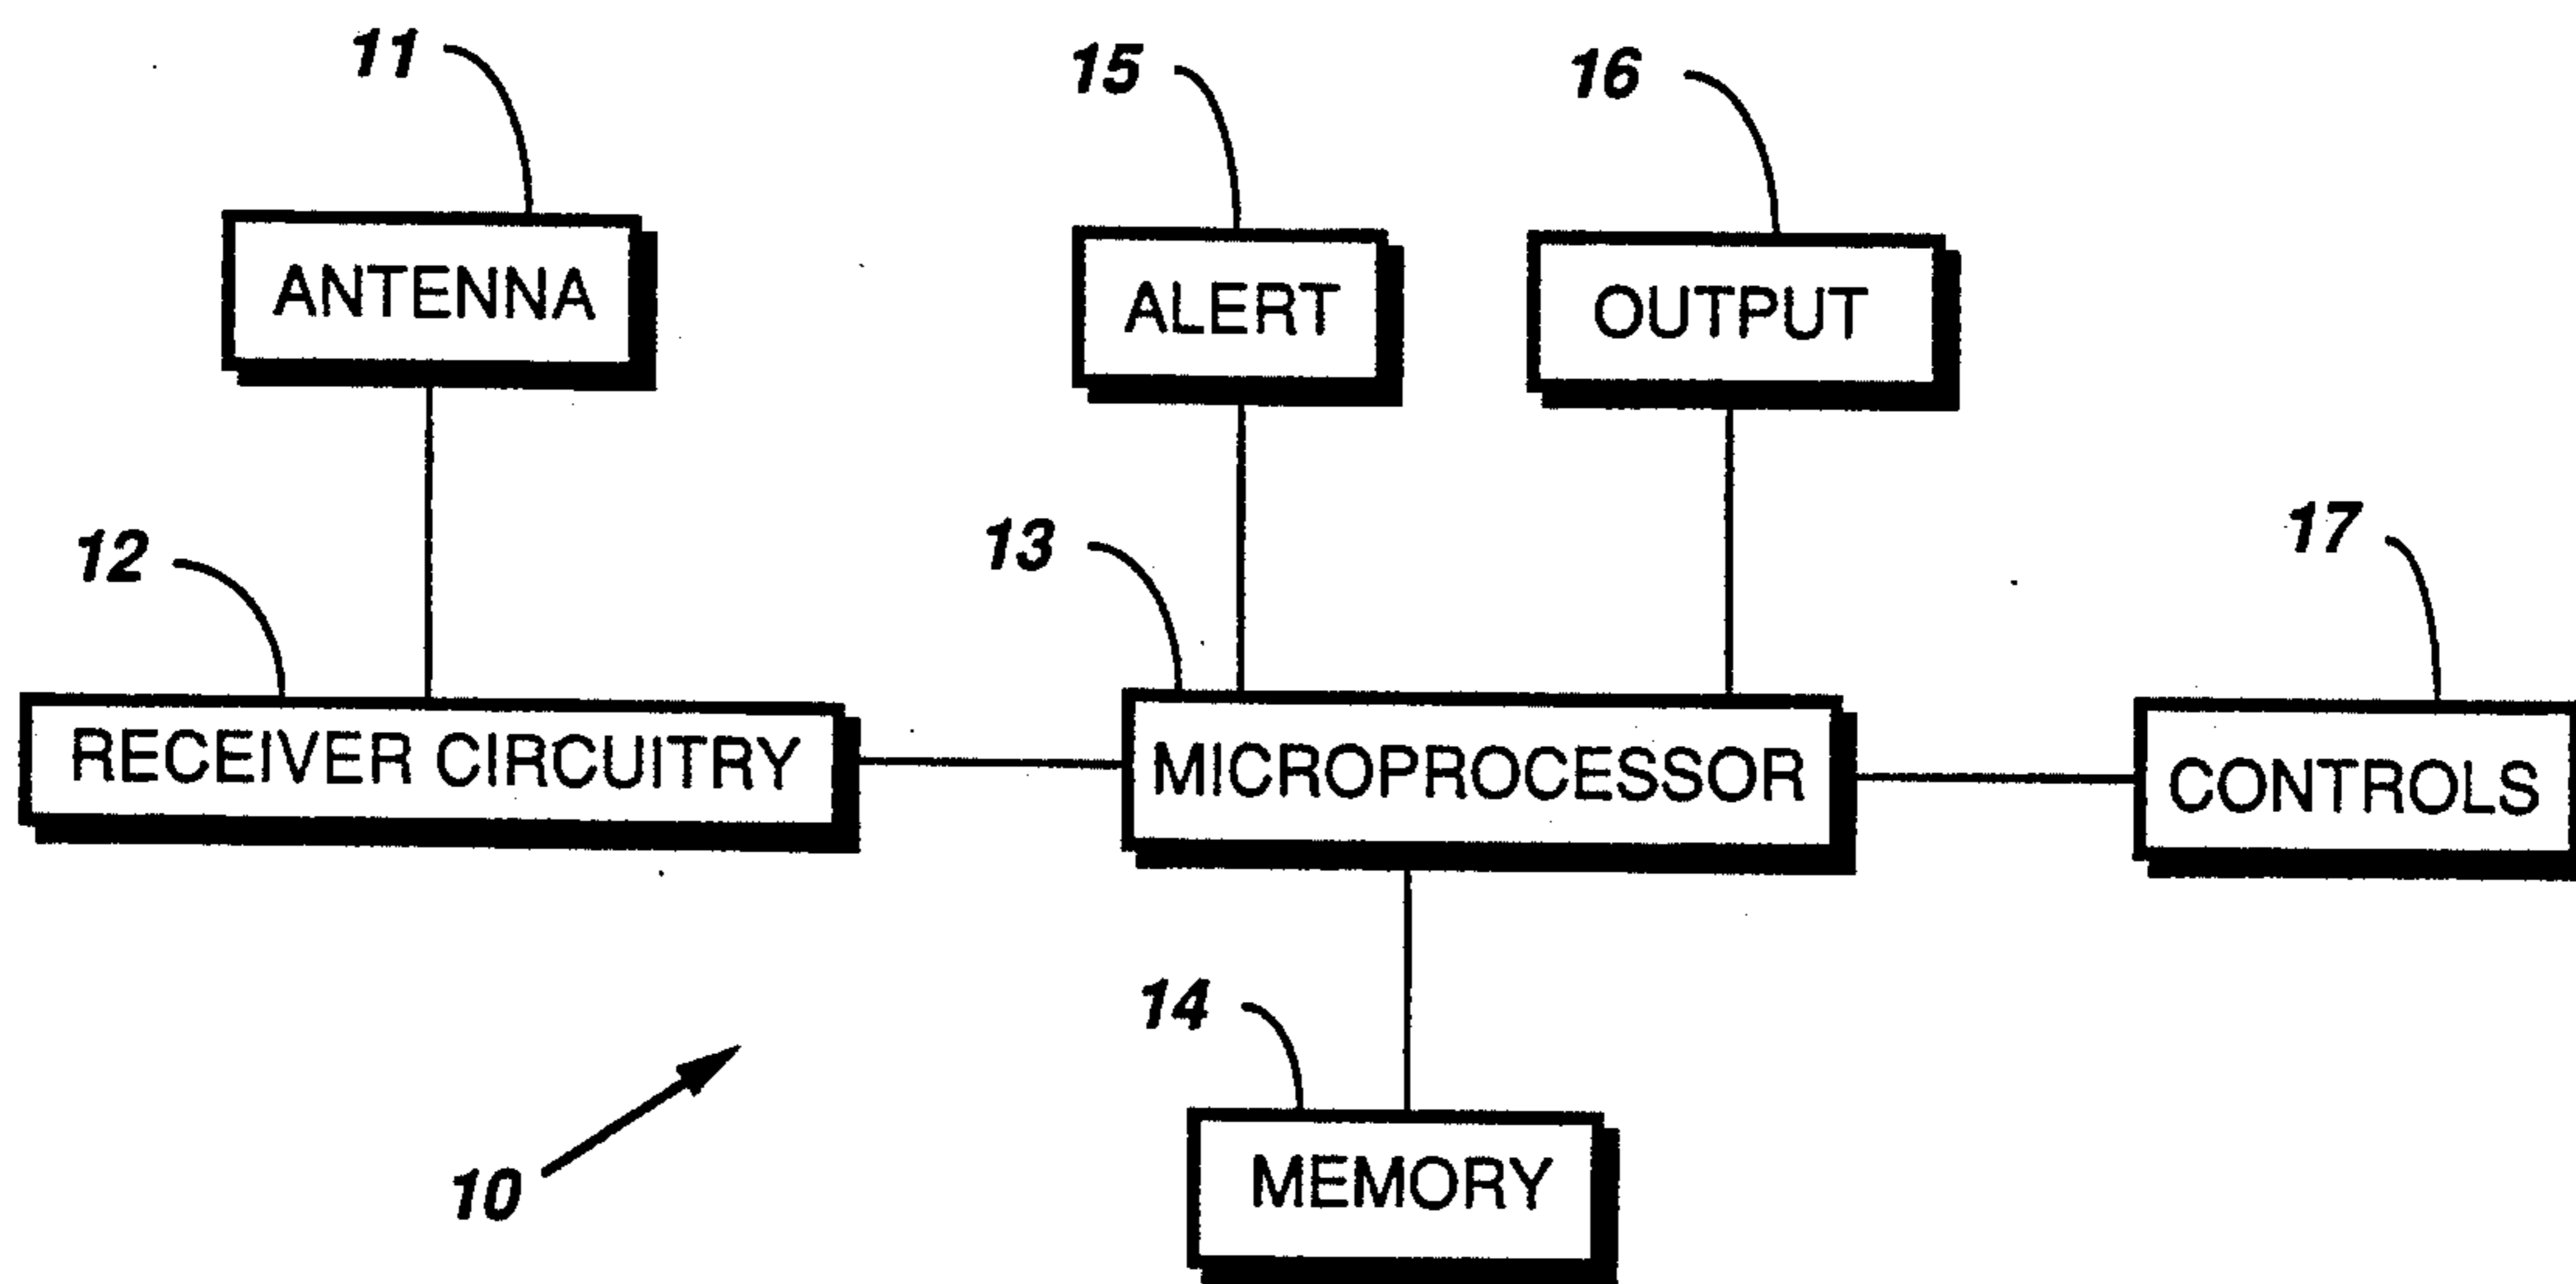 11
15
16
ANTENNA
ALERT
OUTPUT
12
13
17
RECEIVER CIRCUITRY
MICROPROCESSOR
CONTROLS
14
10
MEMORY